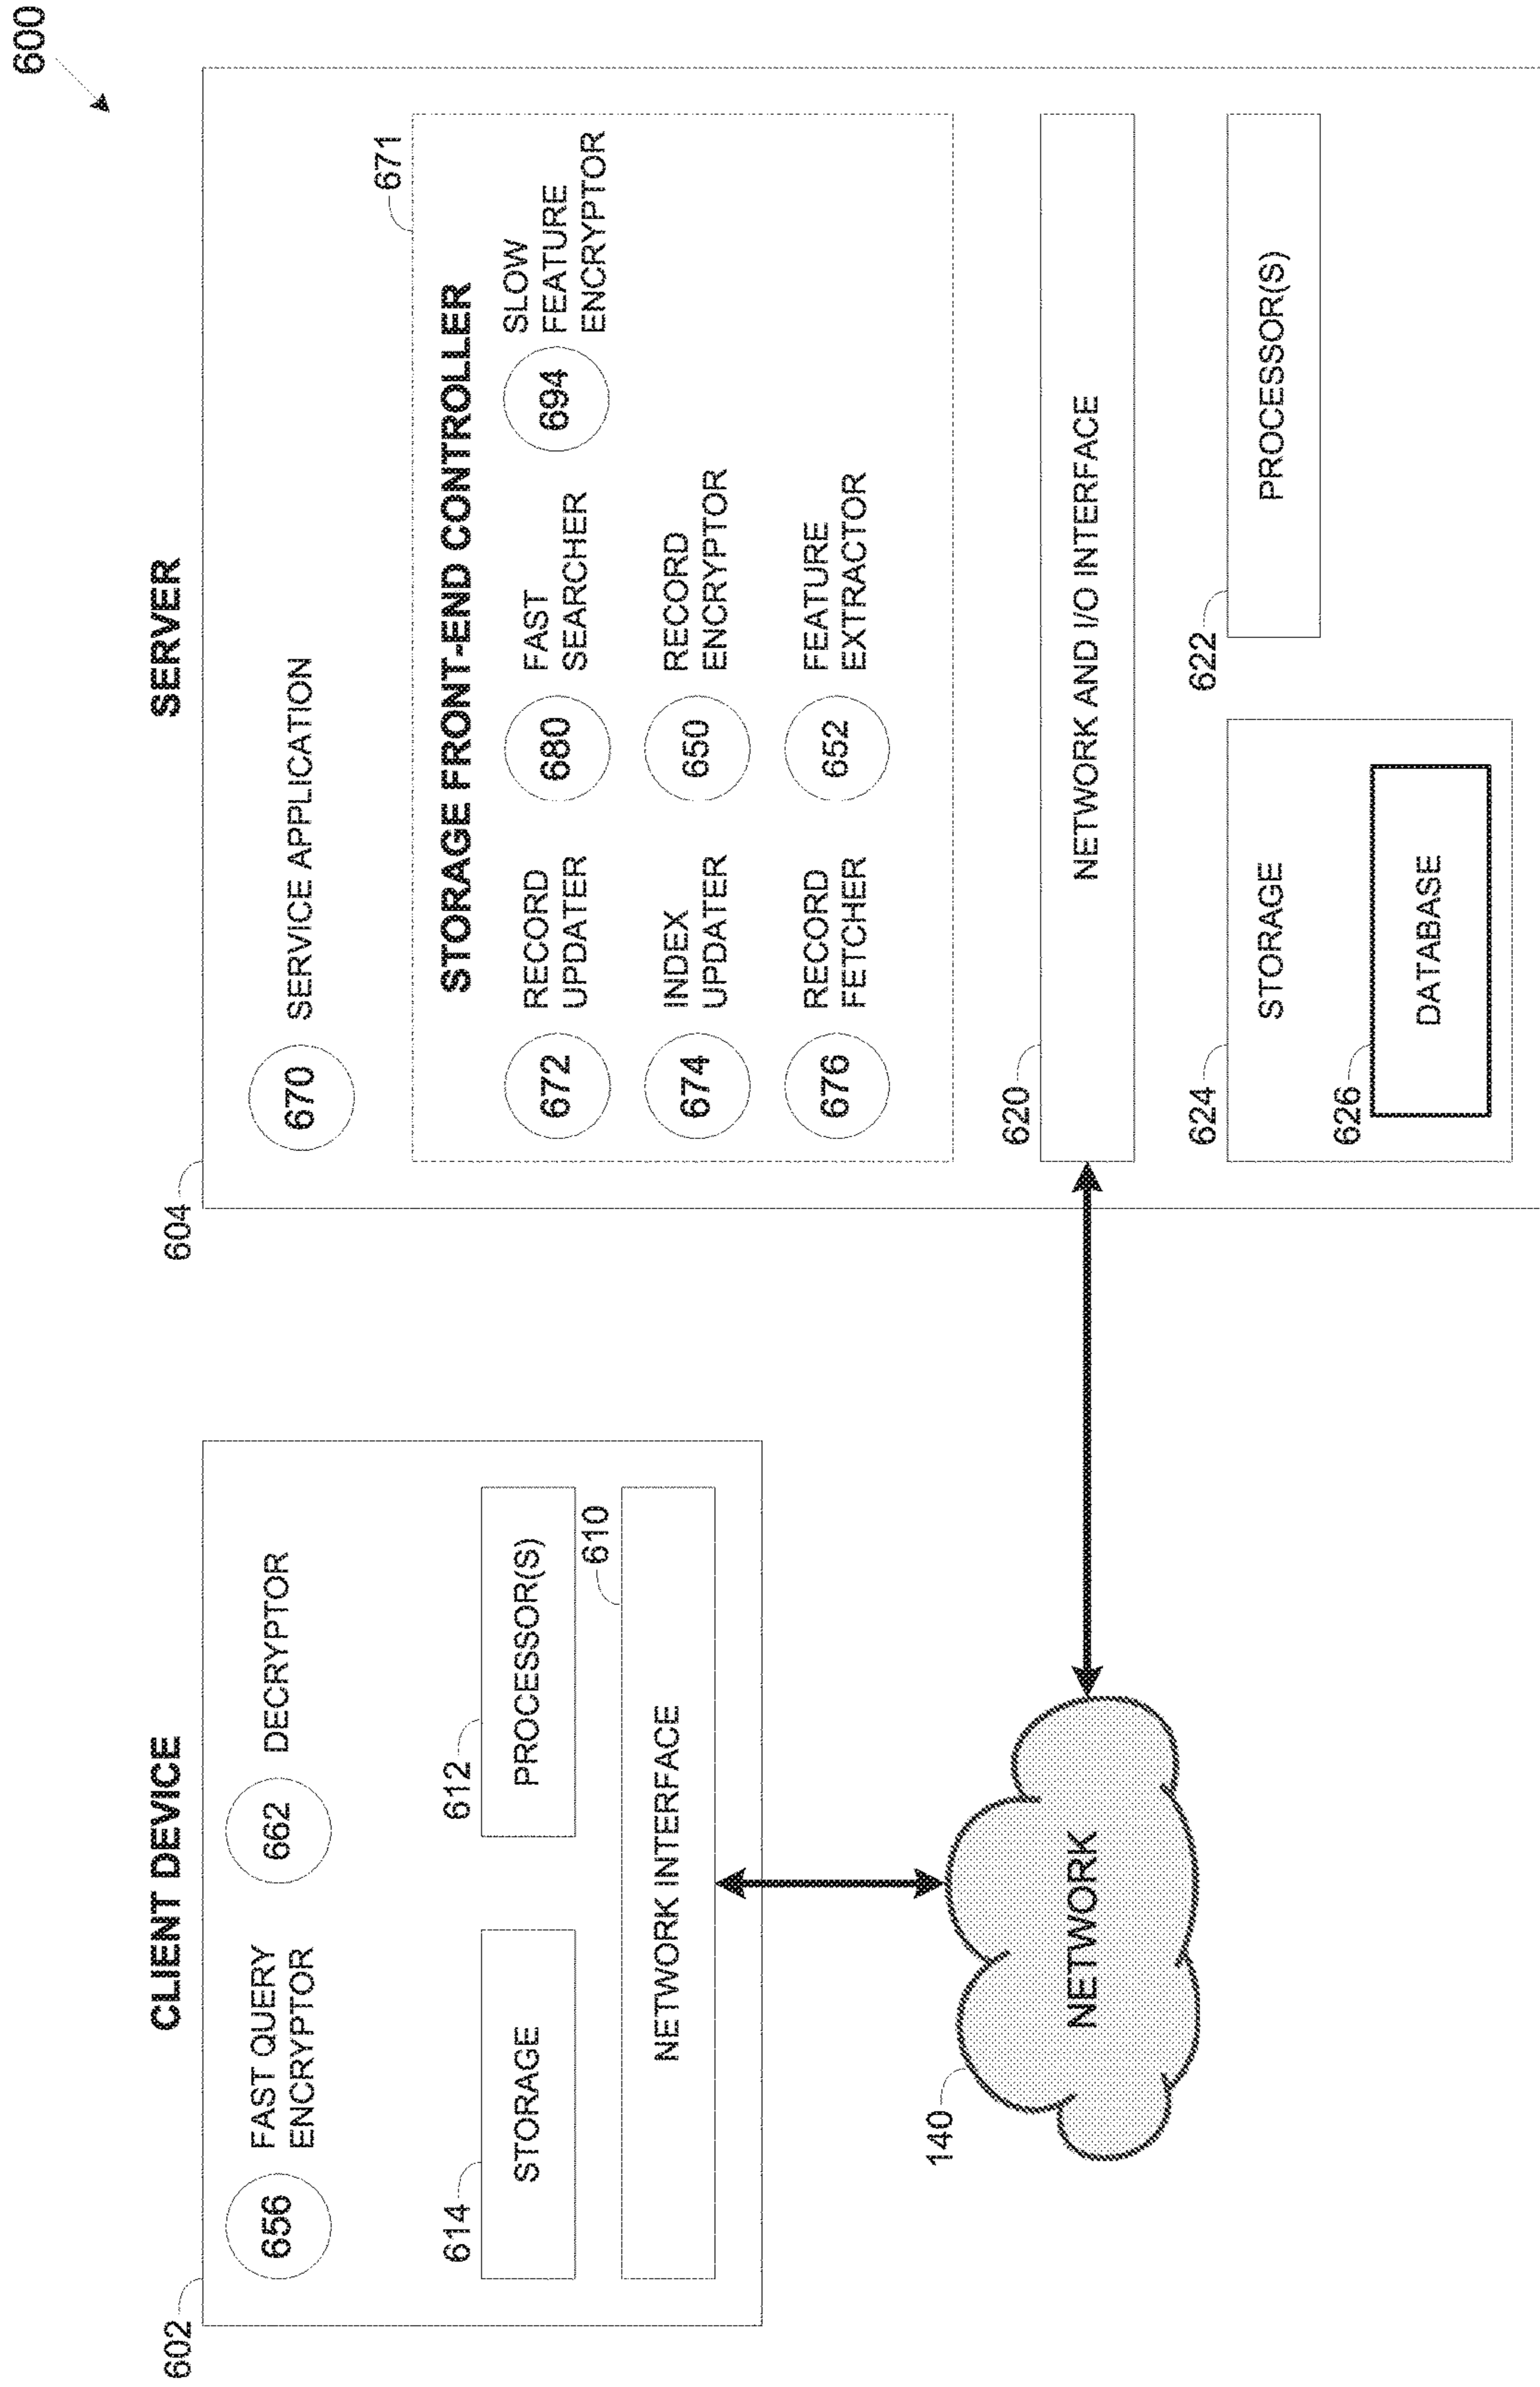 600
CLIENT DEVICE
602
656
FAST QUERY
ENCRYPTOR
662
DECRYPTOR
614
STORAGE
612
PROCESSOR(S)
610
NETWORK INTERFACE
140
NETWORK
SERVER
604
670
SERVICE APPLICATION
671
STORAGE FRONT-END CONTROLLER
672
RECORD
UPDATER
680
FAST
SEARCHER
694
SLOW
FEATURE
ENCRYPTOR
674
INDEX
UPDATER
650
RECORD
ENCRYPTOR
676
RECORD
FETCHER
652
FEATURE
EXTRACTOR
620
NETWORK AND I/O INTERFACE
624
STORAGE
626
DATABASE
622
PROCESSOR(S)